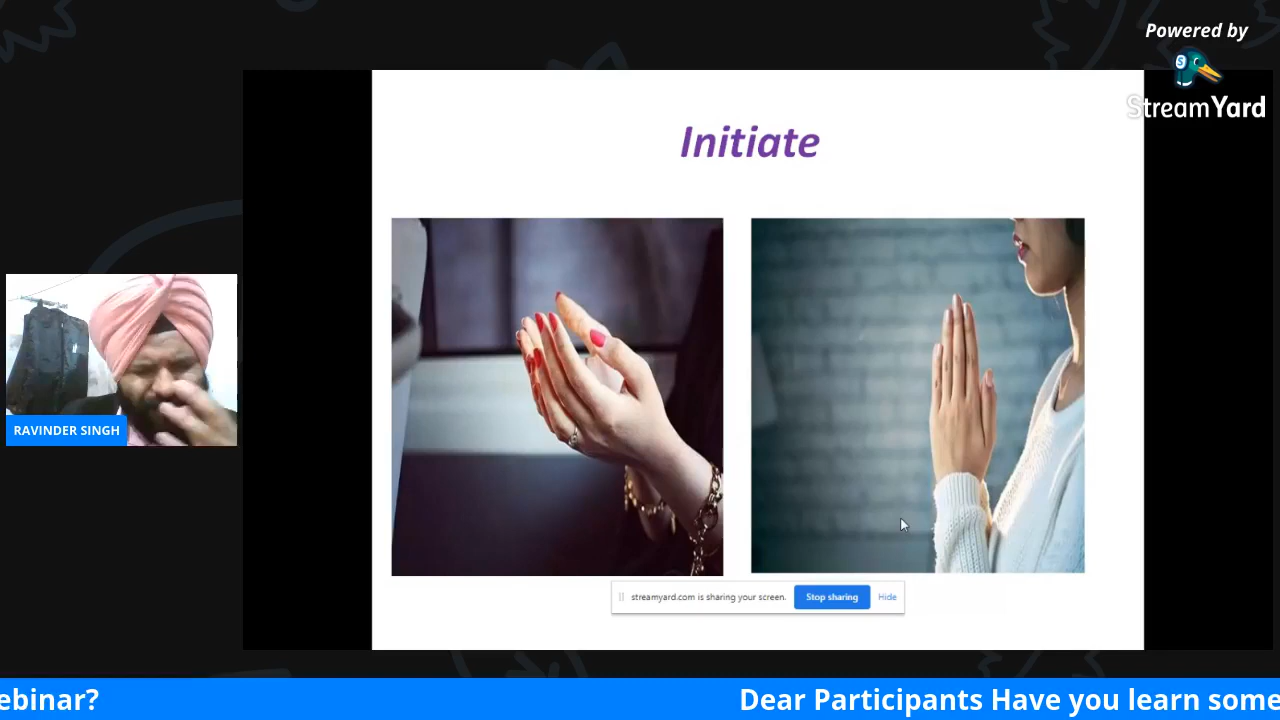 Powered by
StreamYard
Initiate
RAVINDER SINGH
streamyard.com is sharing your screen. Stop sharing Hide
ebinar? Dear Participants Have you learn some